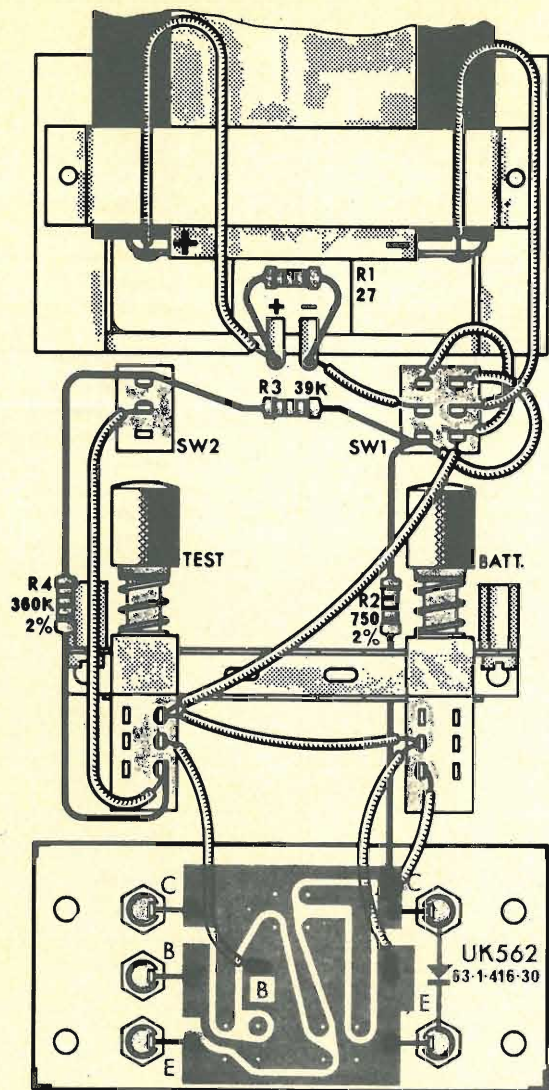 + -
R1
27
+ -
R3 39K
SW2
SW1
TEST
BATT.
R4
360K
2%
R2
750
2%
C
C
B
B
UK562
63-1-416-30
E
E